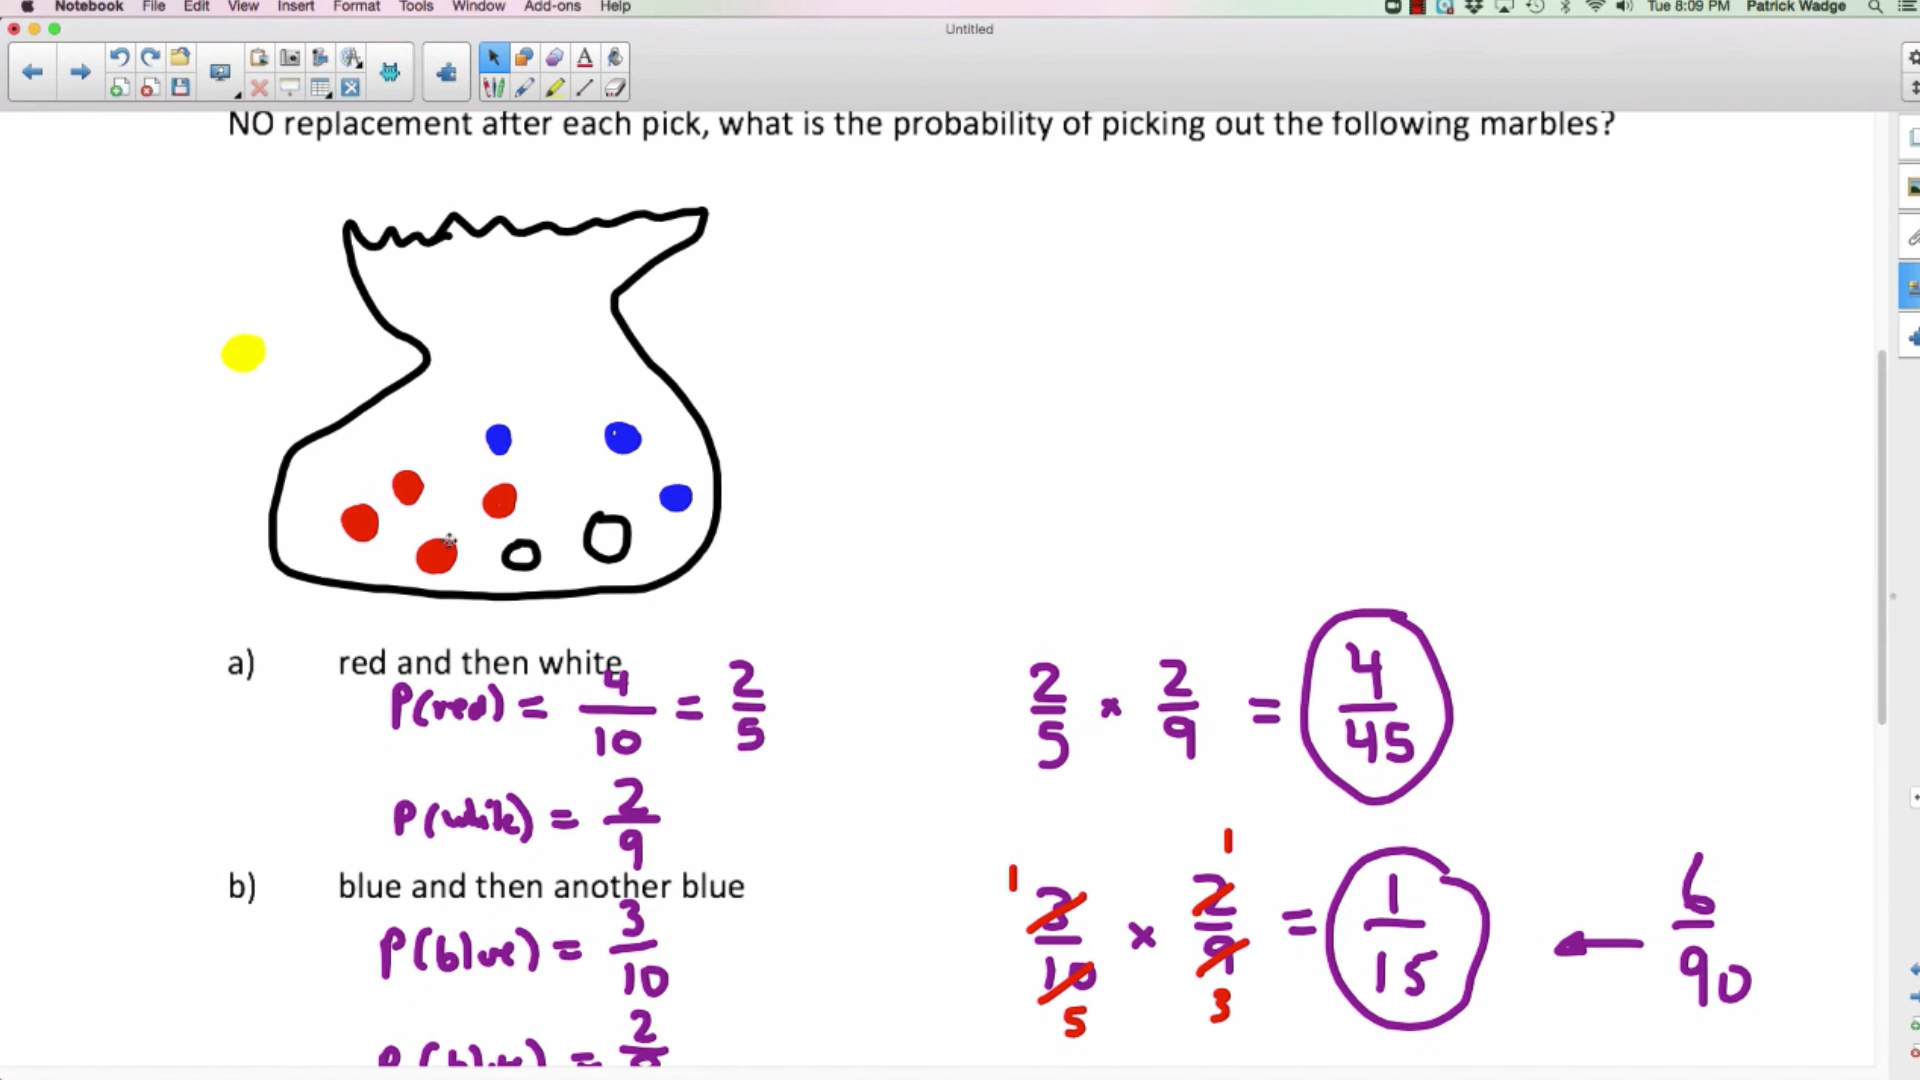 Notebook File Edit View Insert Format Tools Window Add-ons Help Tue 8:09 PM Patrick Wadge
Untitled
NO replacement after each pick, what is the probability of picking out the following marbles?
a) red and then white
P(red) = 4/10 = 2/5
2/5 × 2/9 = 4/45
P(white) = 2/9
b) blue and then another blue
P(blue) = 3/10
1 1
3/10 × 2/9 = 1/15 ← 6/90
5 3
P(blue) = 2/9